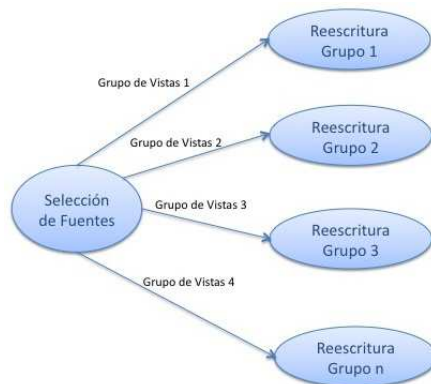 Reescritura
Grupo 1
Grupo de Vistas 1
Reescritura
Grupo 2
Grupo de Vistas 2
Selección
de Fuentes
Grupo de Vistas 3
Reescritura
Grupo 3
Grupo de Vistas 4
Reescritura
Grupo n